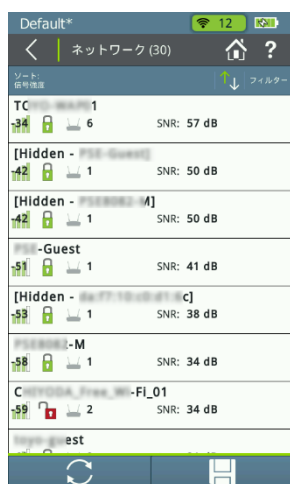 Default*
12
ネットワーク (30)
?
ソート:
信号強度
フィルター
TC 1
-34 6 SNR: 57 dB
[Hidden -
-42 1 SNR: 50 dB
[Hidden - M]
-42 1 SNR: 50 dB
-Guest
-51 1 SNR: 41 dB
[Hidden - c]
-53 1 SNR: 38 dB
-M
-58 1 SNR: 34 dB
C -Fi_01
-59 2 SNR: 34 dB
est